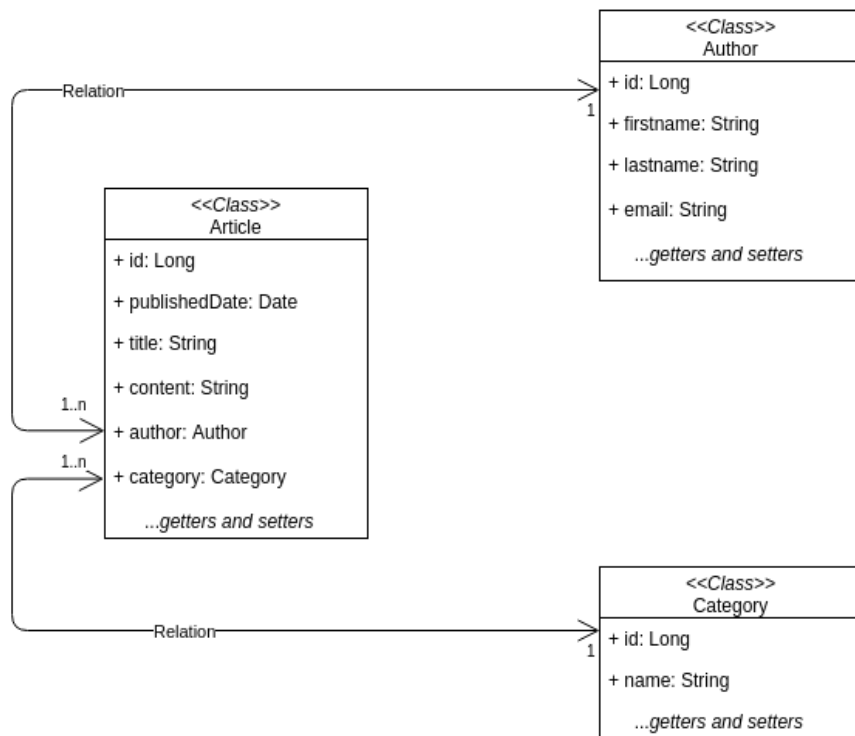 <<Class>>
Author
+ id: Long
+ firstname: String
+ lastname: String
+ email: String
...getters and setters
Relation
1
<<Class>>
Article
+ id: Long
+ publishedDate: Date
+ title: String
+ content: String
+ author: Author
+ category: Category
...getters and setters
1..n
1..n
Relation
1
<<Class>>
Category
+ id: Long
+ name: String
...getters and setters